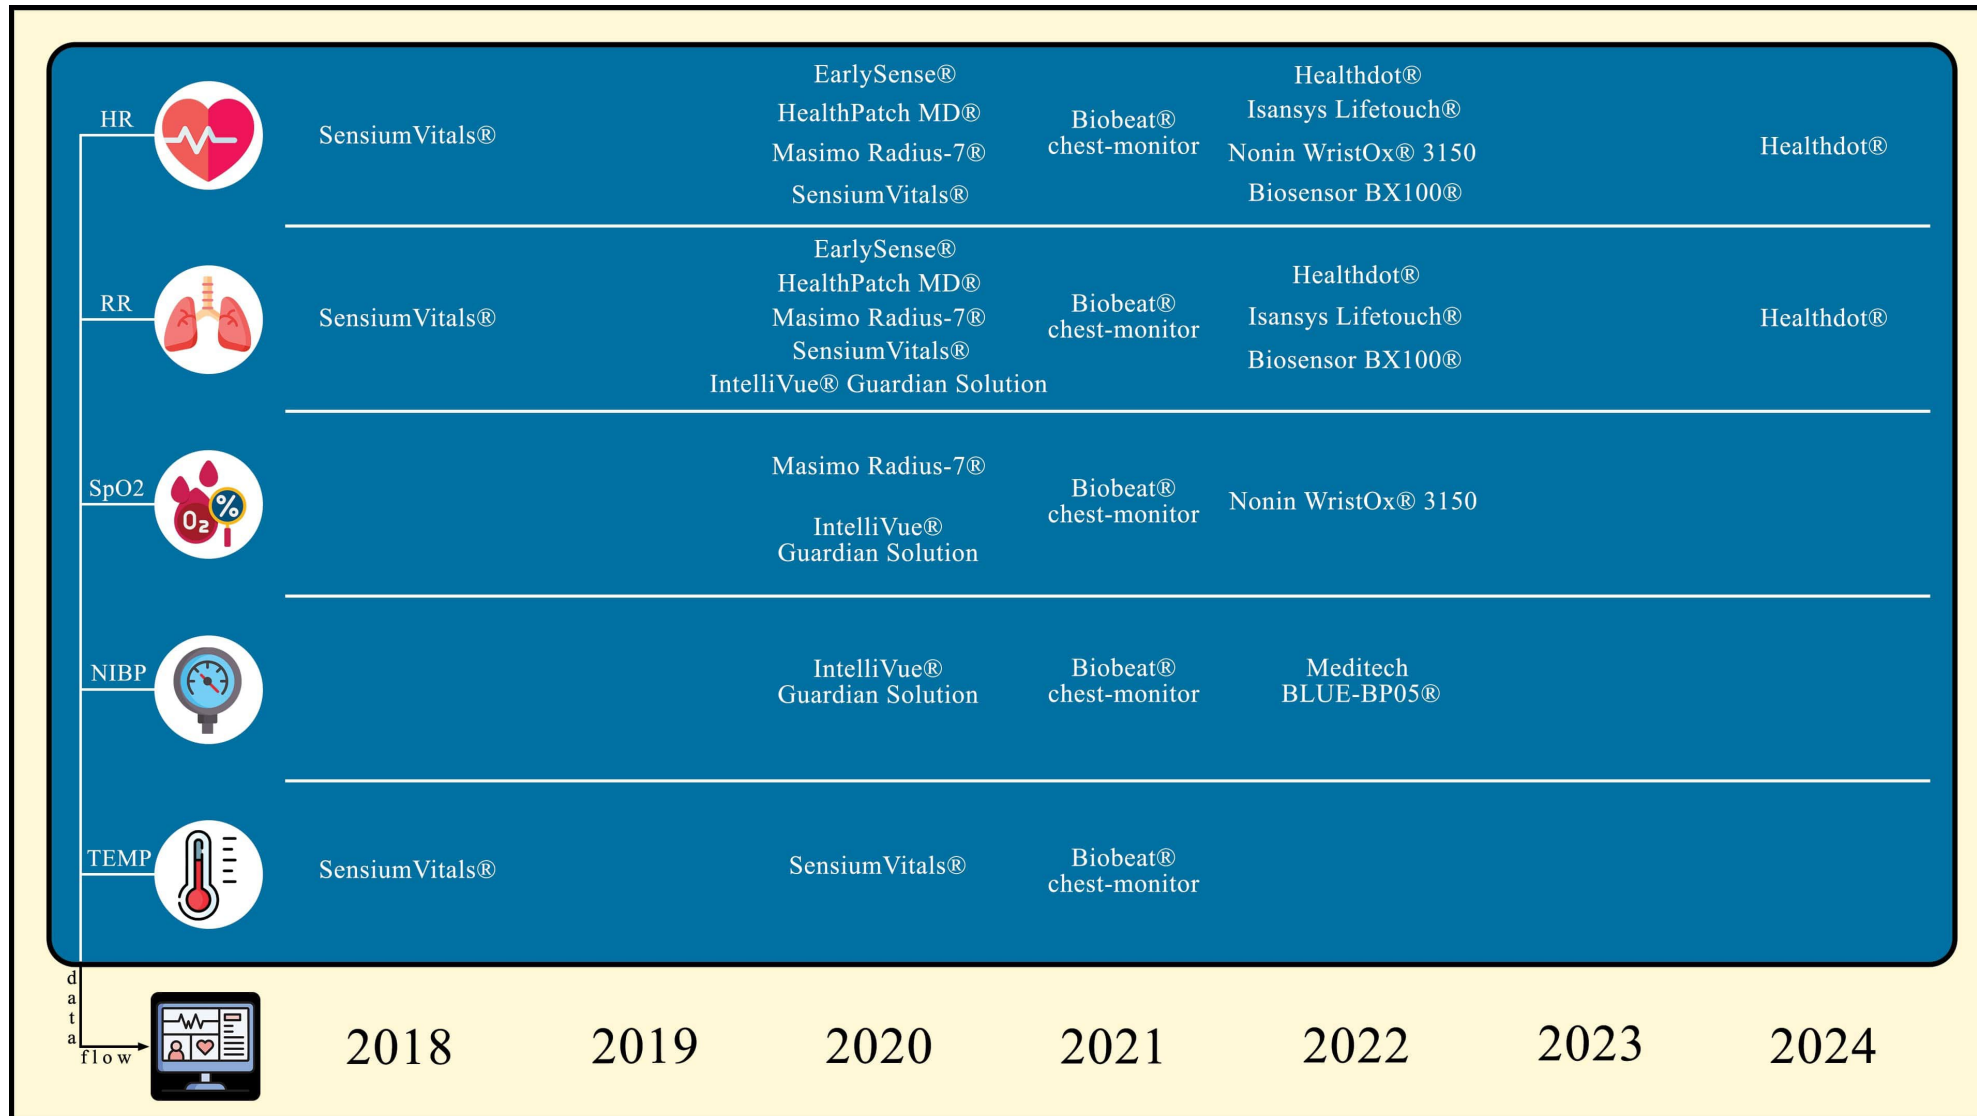 HR
SensiumVitals®
EarlySense®
HealthPatch MD®
Masimo Radius-7®
SensiumVitals®
Biobeat®
chest-monitor
Healthdot®
Isansys Lifetouch®
Nonin WristOx® 3150
Biosensor BX100®
Healthdot®
RR
SensiumVitals®
EarlySense®
HealthPatch MD®
Masimo Radius-7®
SensiumVitals®
IntelliVue® Guardian Solution
Biobeat®
chest-monitor
Healthdot®
Isansys Lifetouch®
Biosensor BX100®
Healthdot®
SpO2
O2
%
Masimo Radius-7®
IntelliVue®
Guardian Solution
Biobeat®
chest-monitor
Nonin WristOx® 3150
NIBP
IntelliVue®
Guardian Solution
Biobeat®
chest-monitor
Meditech
BLUE-BP05®
TEMP
SensiumVitals®
SensiumVitals®
Biobeat®
chest-monitor
data
flow
2018
2019
2020
2021
2022
2023
2024